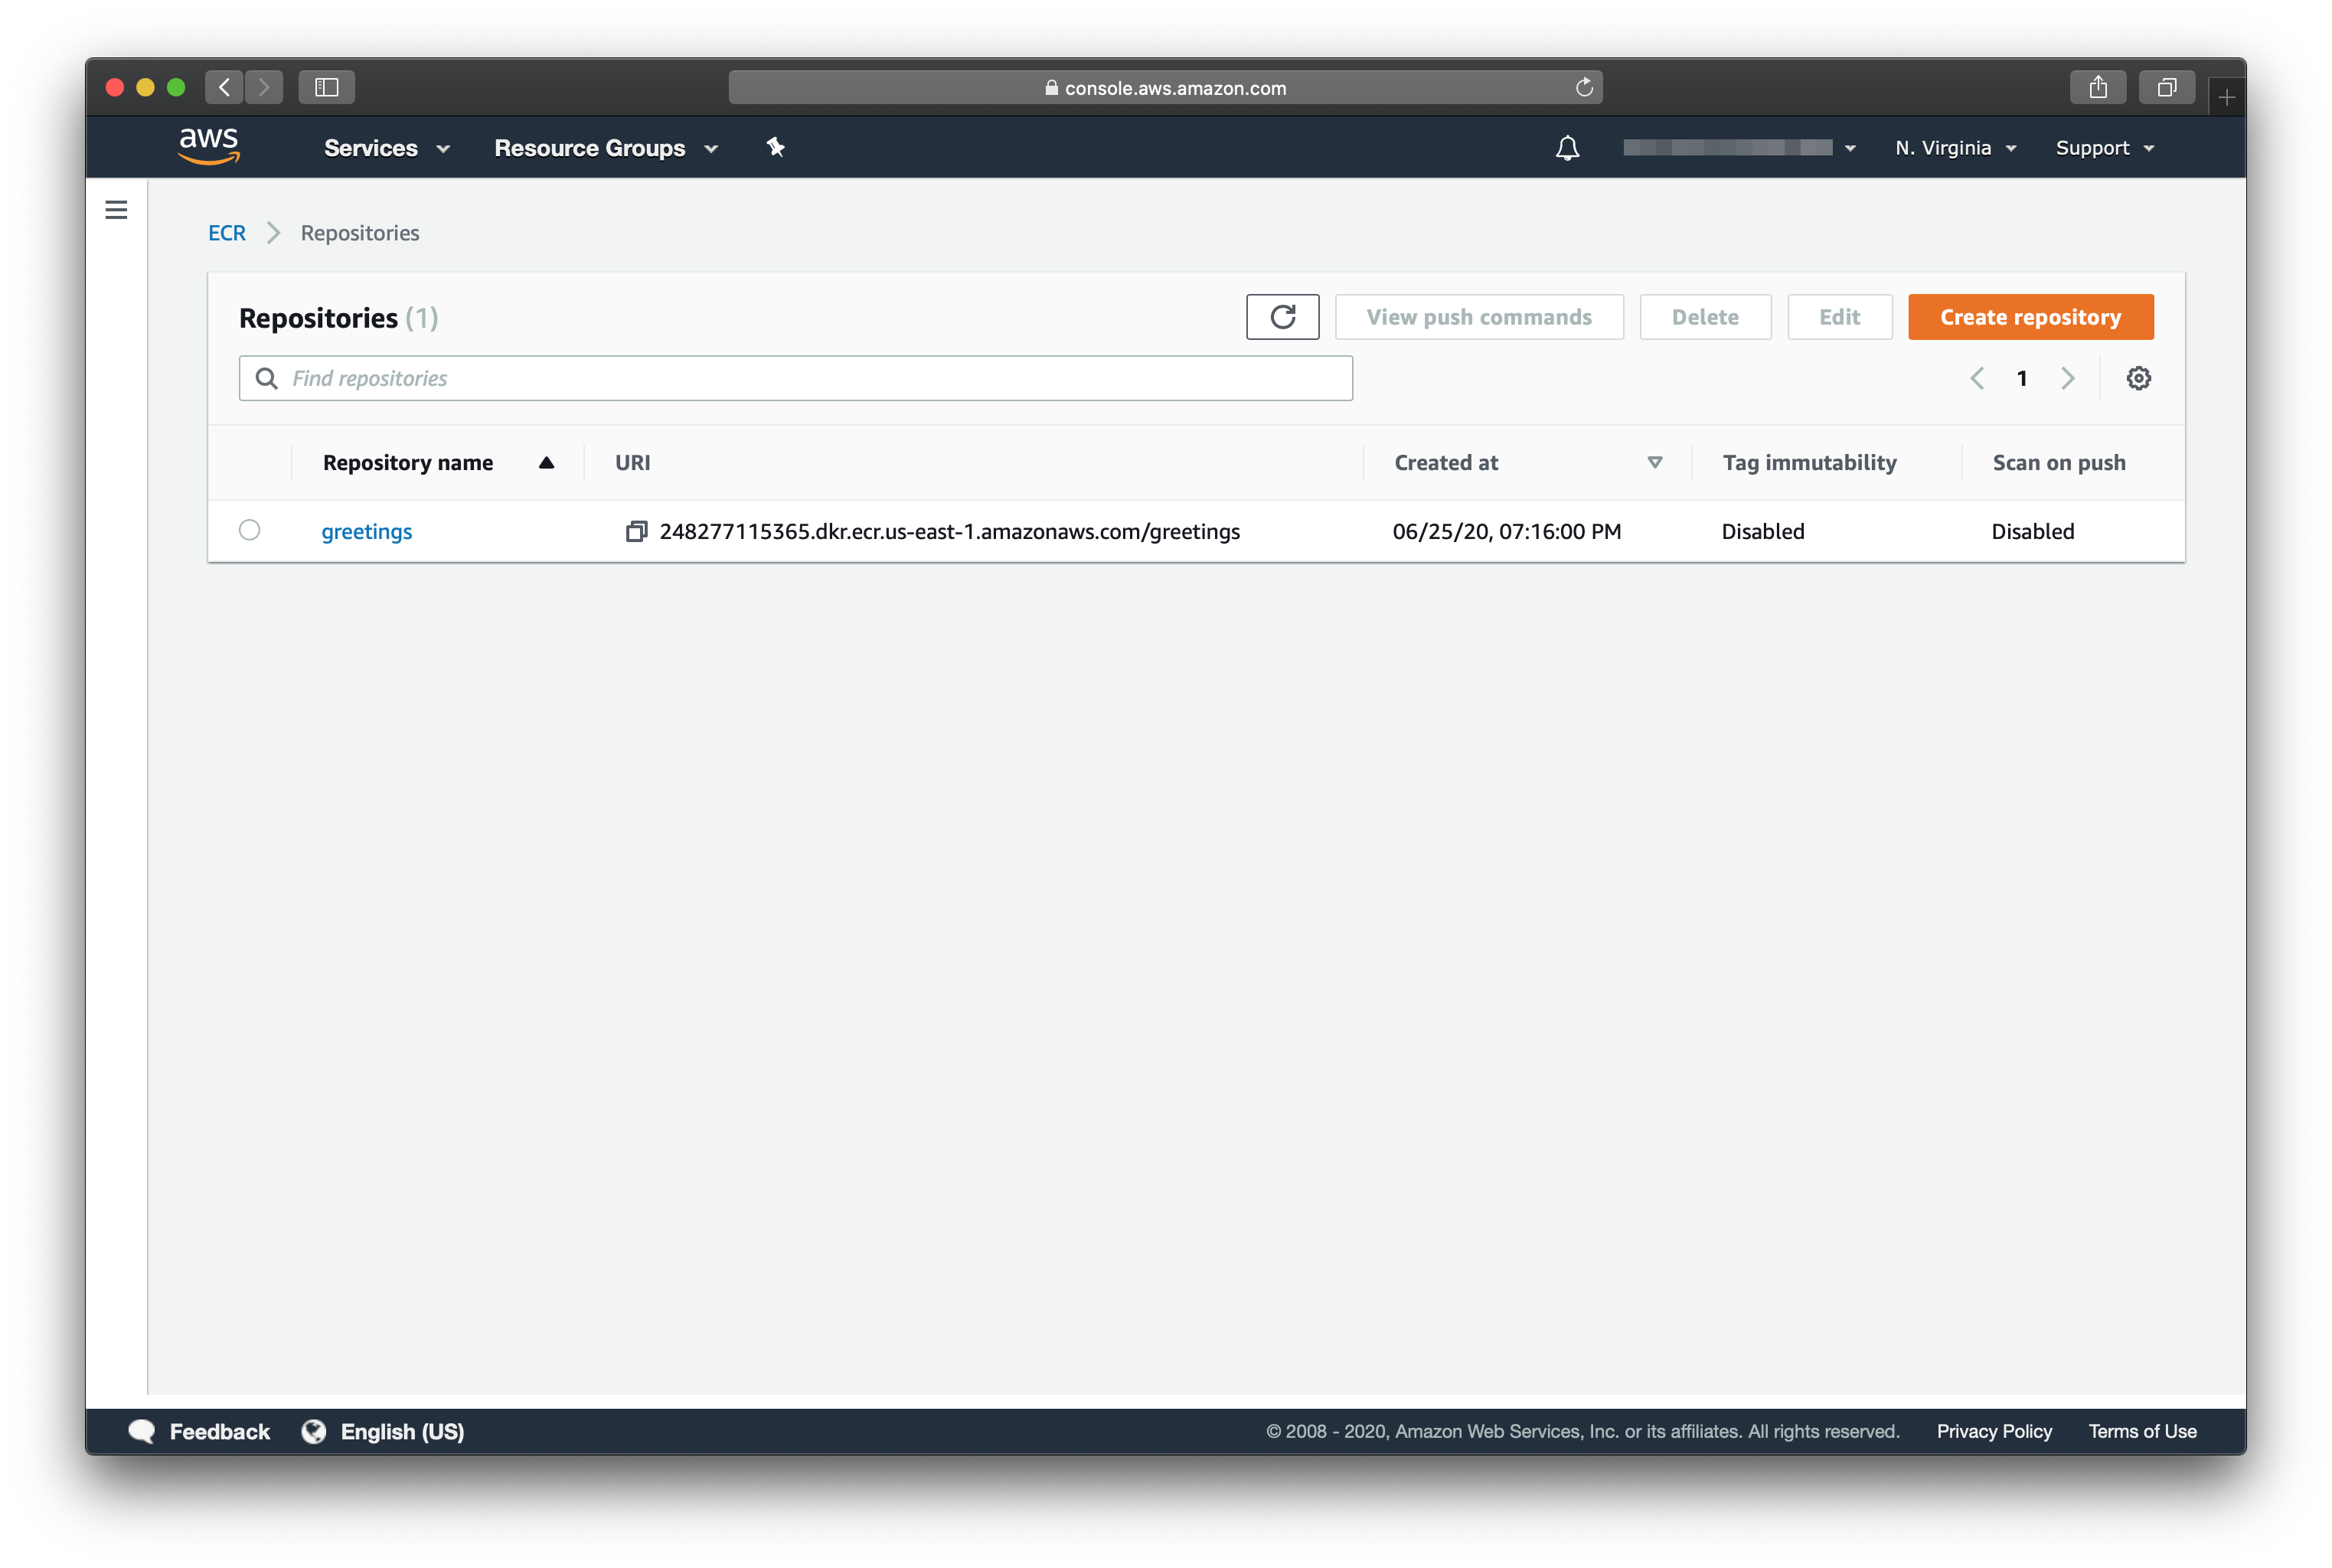 console.aws.amazon.com
aws Services Resource Groups N. Virginia Support
ECR Repositories
Repositories (1) View push commands Delete Edit Create repository
Find repositories 1
Repository name URI Created at Tag immutability Scan on push
greetings 248277115365.dkr.ecr.us-east-1.amazonaws.com/greetings 06/25/20, 07:16:00 PM Disabled Disabled
Feedback English (US) © 2008 - 2020, Amazon Web Services, Inc. or its affiliates. All rights reserved. Privacy Policy Terms of Use